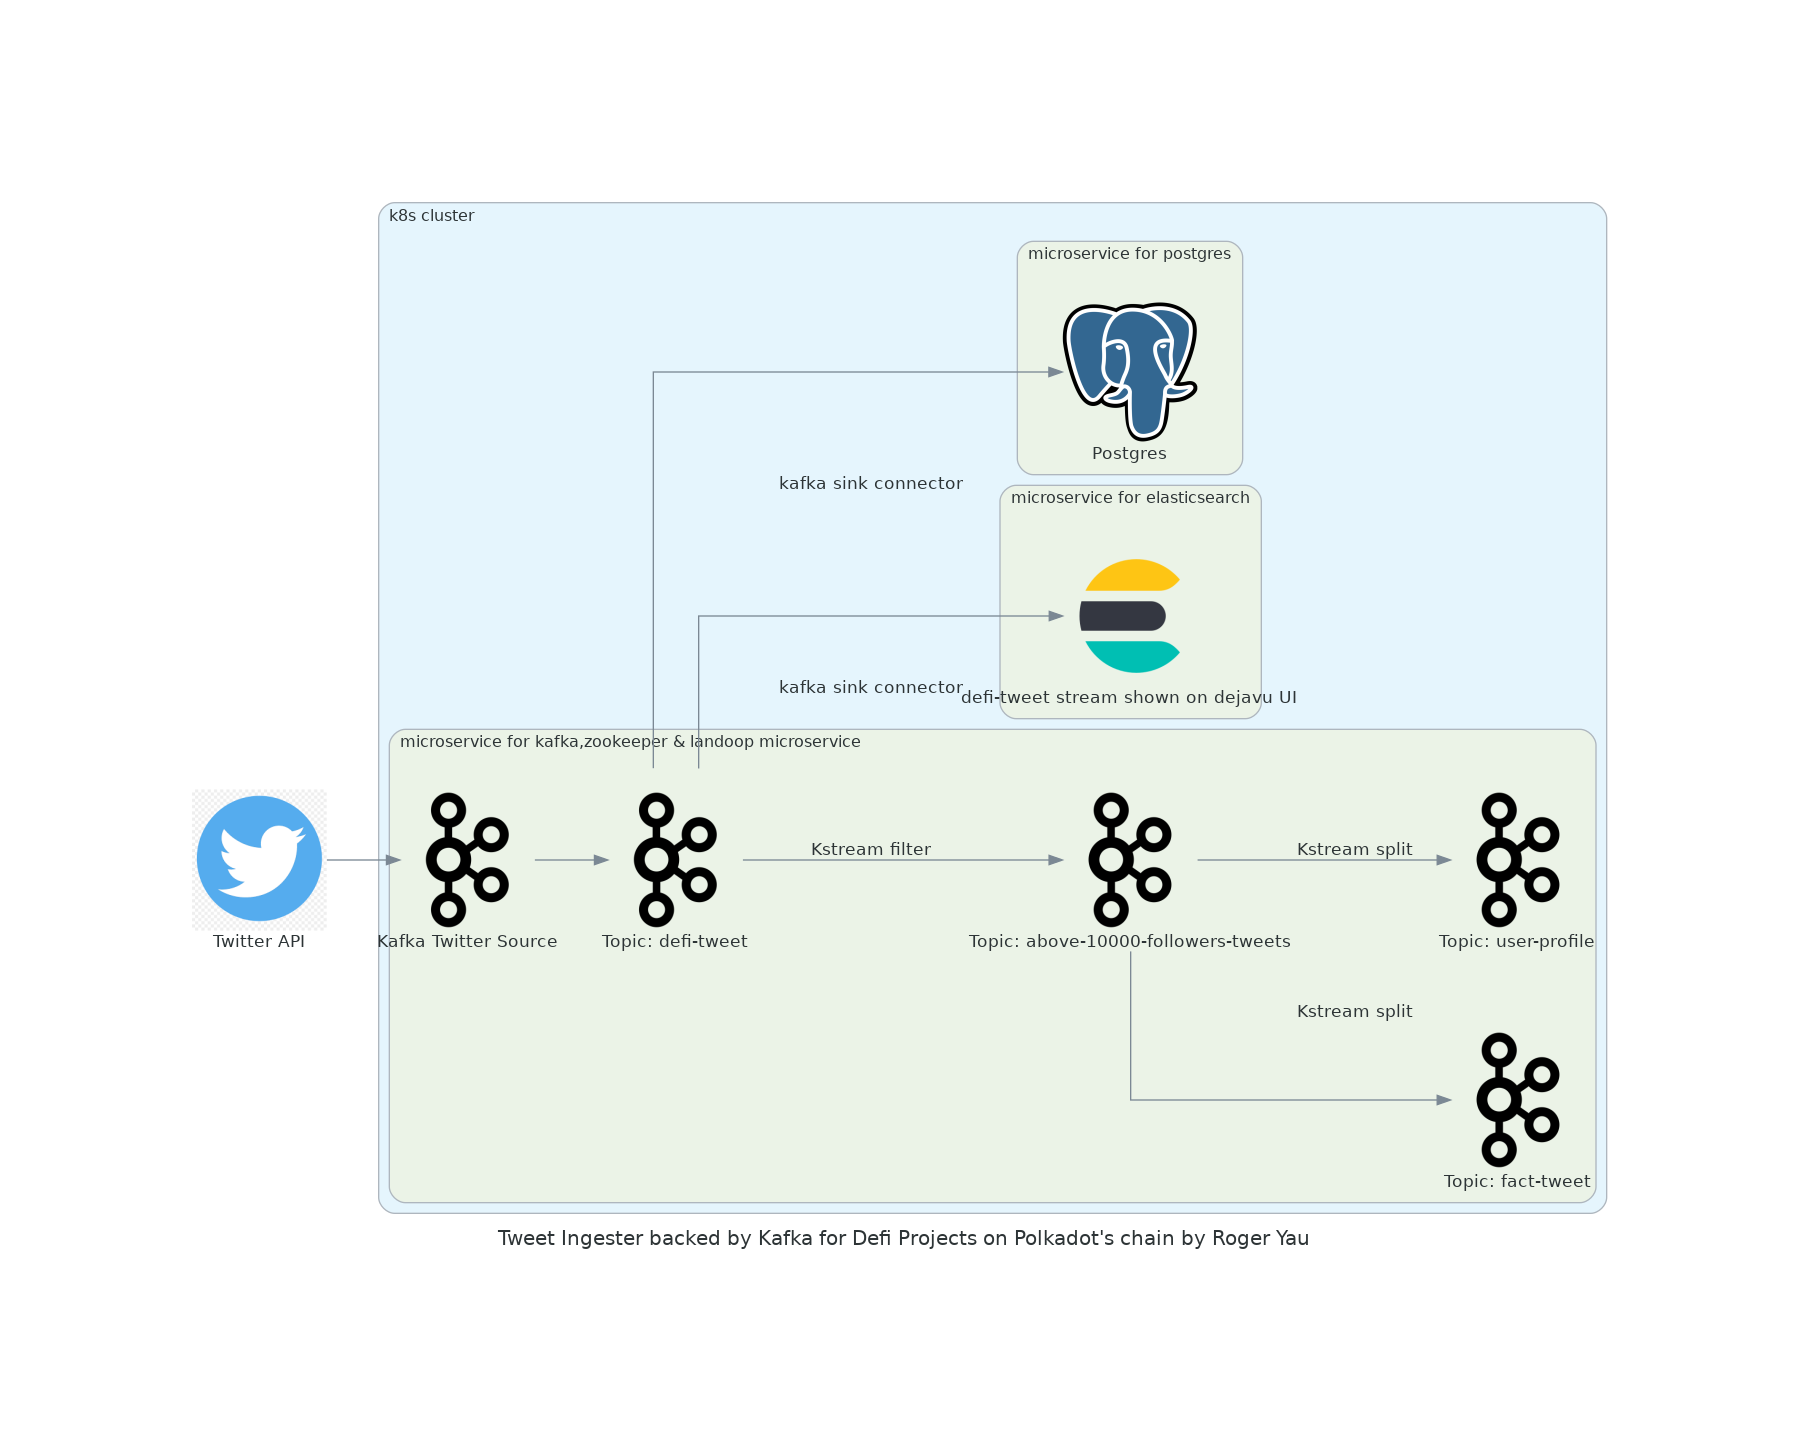 k8s cluster
microservice for postgres
Postgres
kafka sink connector
microservice for elasticsearch
kafka sink connector
defi-tweet stream shown on dejavu UI
microservice for kafka,zookeeper & landoop microservice
Kstream filter
Kstream split
Twitter API
Kafka Twitter Source
Topic: defi-tweet
Topic: above-10000-followers-tweets
Topic: user-profile
Kstream split
Topic: fact-tweet
Tweet Ingester backed by Kafka for Defi Projects on Polkadot's chain by Roger Yau